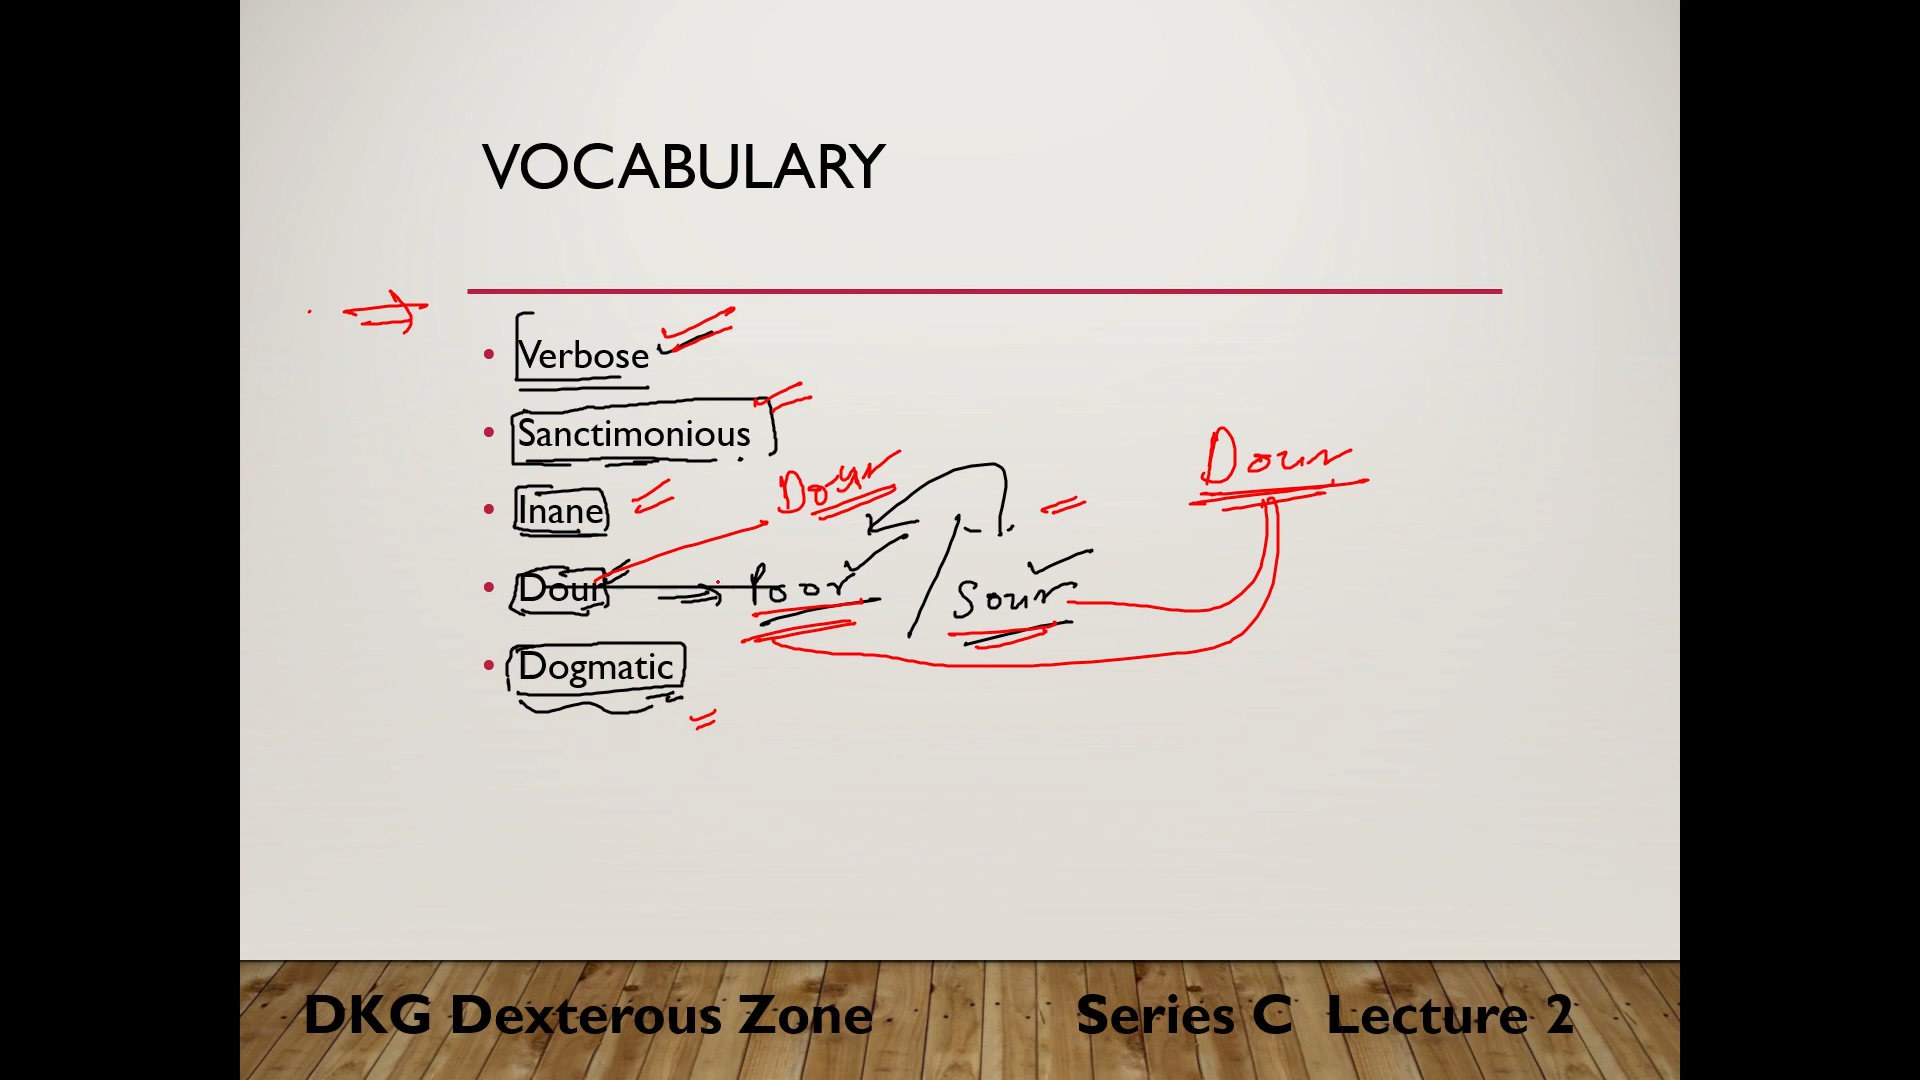 VOCABULARY
• Verbose
• Sanctimonious
• Inane
Dour
Dour
• Dour
Poor / Sour
• Dogmatic
DKG Dexterous Zone
Series C Lecture 2